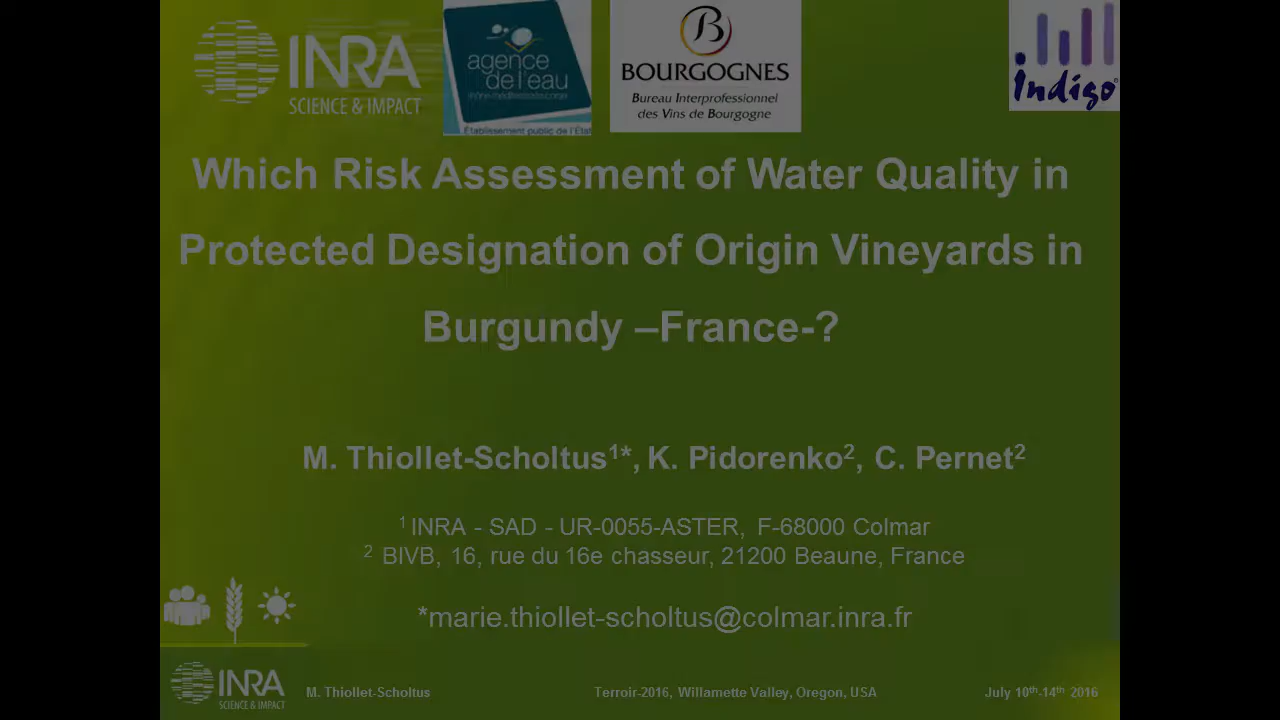 INRA
SCIENCE & IMPACT
agence
de l'eau
Établissement public de l'État
B
BOURGOGNES
Bureau Interprofessionnel
des Vins de Bourgogne
indigo
Which Risk Assessment of Water Quality in
Protected Designation of Origin Vineyards in
Burgundy –France-?
M. Thiollet-Scholtus1*, K. Pidorenko2, C. Pernet2
1 INRA - SAD - UR-0055-ASTER, F-68000 Colmar
2 BIVB, 16, rue du 16e chasseur, 21200 Beaune, France
*marie.thiollet-scholtus@colmar.inra.fr
INRA
SCIENCE & IMPACT
M. Thiollet-Scholtus
Terroir-2016, Willamette Valley, Oregon, USA
July 10th-14th 2016